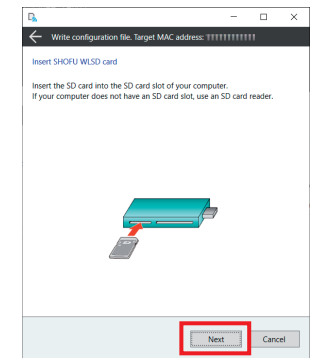 Write configuration file. Target MAC address: 111111111111
Insert SHOFU WLSD card
Insert the SD card into the SD card slot of your computer.
If your computer does not have an SD card slot, use an SD card reader.
Next
Cancel